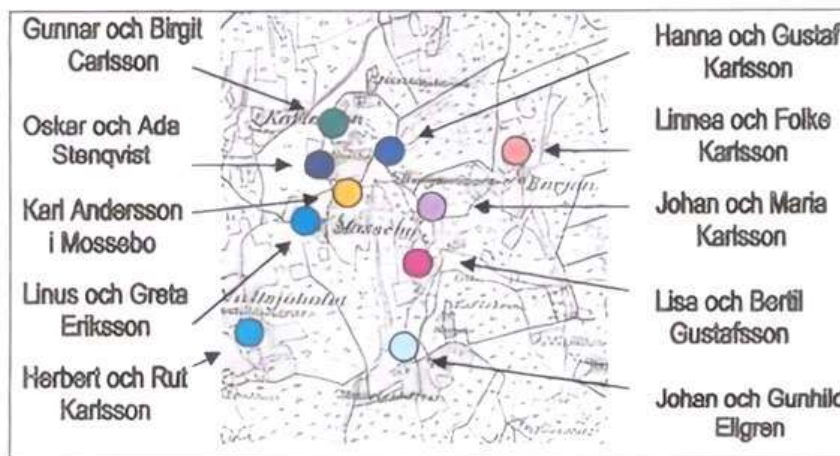 Gunnar och Birgit
Carlsson
Oskar och Ada
Stenqvist
Karl Andersson
i Mossebo
Linus och Greta
Eriksson
Herbert och Rut
Karlsson
Hanna och Gustaf
Karlsson
Linnea och Folke
Karlsson
Johan och Maria
Karlsson
Lisa och Bertil
Gustafsson
Johan och Gunhild
Ellgren